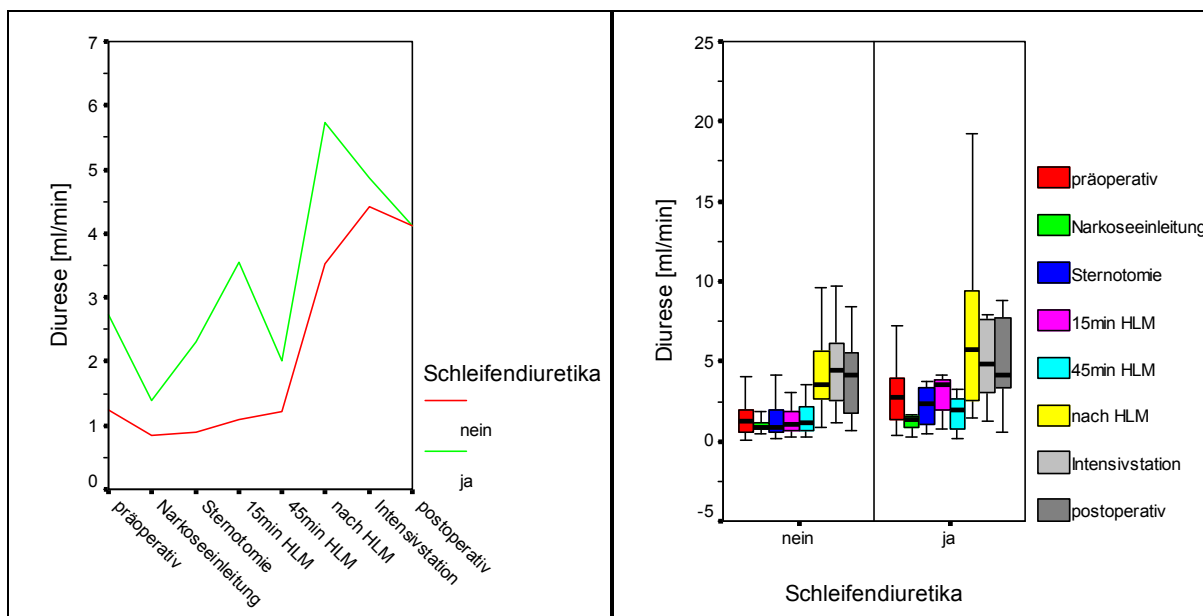 7
6
5
4
3
2
1
0
Diurese [ml/min]
präoperativ
Narkoseeinleitung
Sternotomie
15min HLM
45min HLM
nach HLM
Intensivstation
postoperativ
Schleifendiuretika
nein
ja
25
20
15
10
5
0
-5
Diurese [ml/min]
nein
ja
Schleifendiuretika
präoperativ
Narkoseeinleitung
Sternotomie
15min HLM
45min HLM
nach HLM
Intensivstation
postoperativ